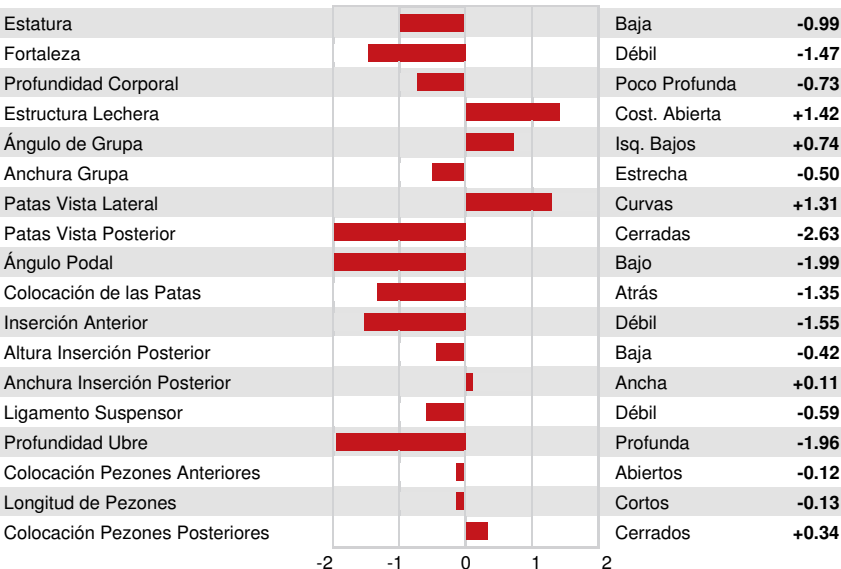 Estatura Baja -0.99
Fortaleza Débil -1.47
Profundidad Corporal Poco Profunda -0.73
Estructura Lechera Cost. Abierta +1.42
Ángulo de Grupa Isq. Bajos +0.74
Anchura Grupa Estrecha -0.50
Patas Vista Lateral Curvas +1.31
Patas Vista Posterior Cerradas -2.63
Ángulo Podal Bajo -1.99
Colocación de las Patas Atrás -1.35
Inserción Anterior Débil -1.55
Altura Inserción Posterior Baja -0.42
Anchura Inserción Posterior Ancha +0.11
Ligamento Suspensor Débil -0.59
Profundidad Ubre Profunda -1.96
Colocación Pezones Anteriores Abiertos -0.12
Longitud de Pezones Cortos -0.13
Colocación Pezones Posteriores Cerrados +0.34
-2 -1 0 1 2